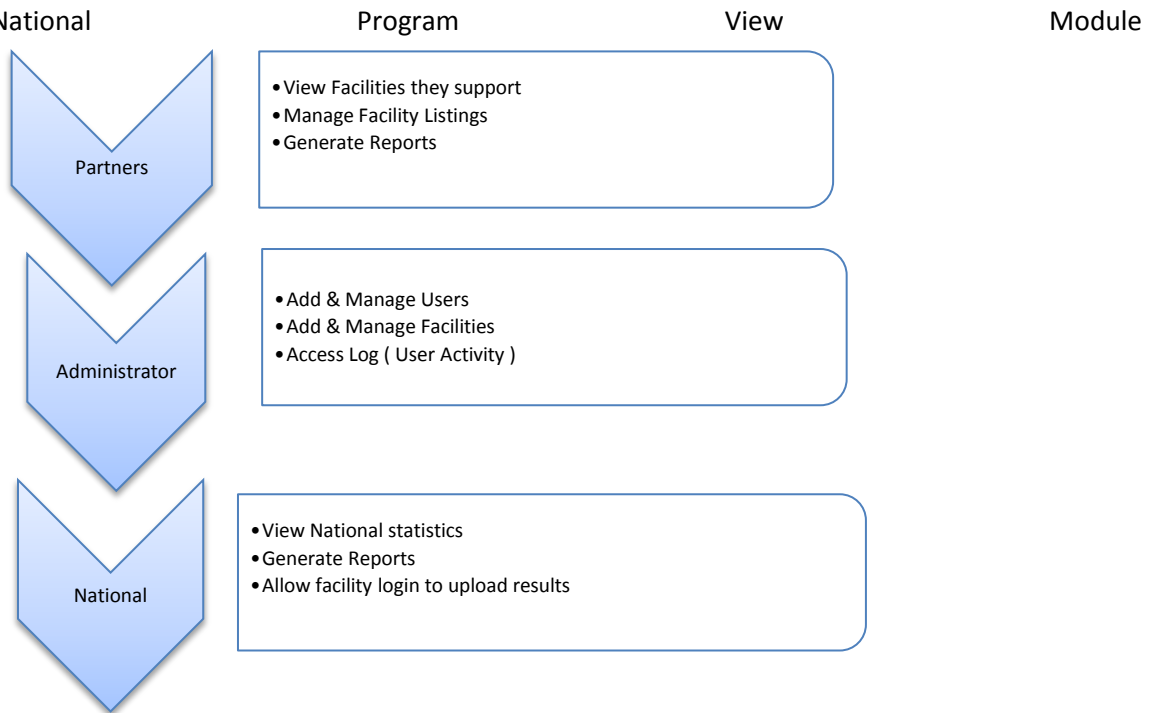 National Program View Module
Partners
•View Facilities they support
•Manage Facility Listings
•Generate Reports
Administrator
•Add & Manage Users
•Add & Manage Facilities
•Access Log ( User Activity )
National
•View National statistics
•Generate Reports
•Allow facility login to upload results